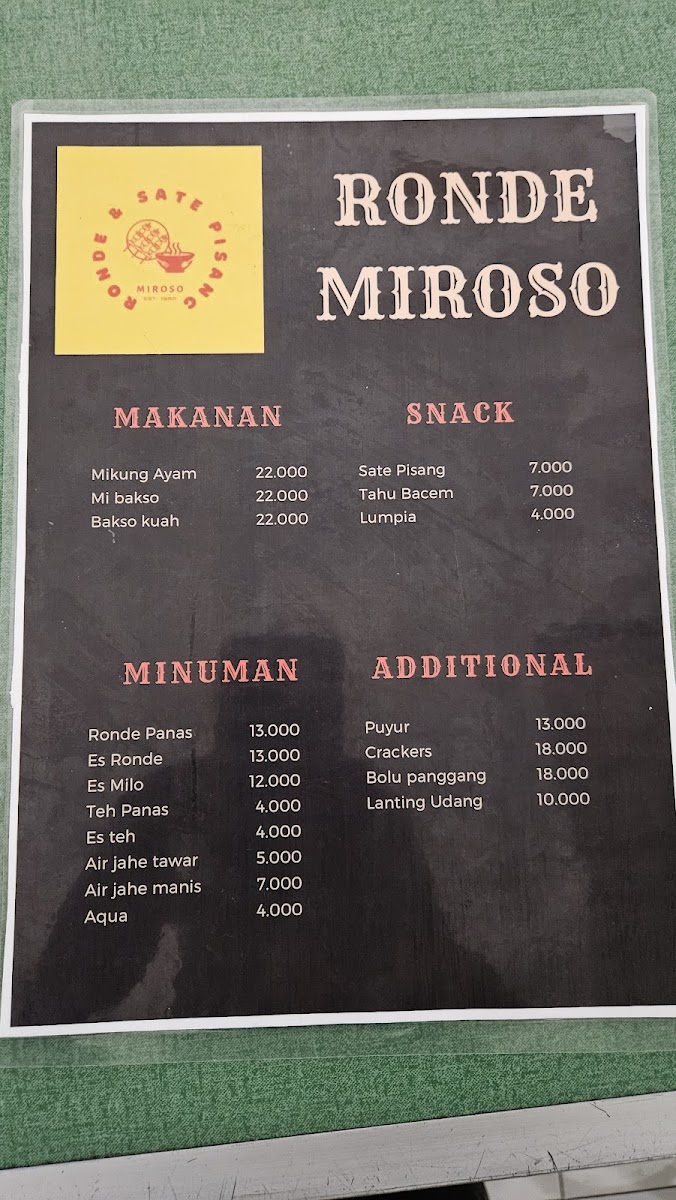 RONDE & SATE PISANG
MIROSO
RONDE
MIROSO
MAKANAN
Mikung Ayam 22.000
Mi bakso 22.000
Bakso kuah 22.000
SNACK
Sate Pisang 7.000
Tahu Bacem 7.000
Lumpia 4.000
MINUMAN
Ronde Panas 13.000
Es Ronde 13.000
Es Milo 12.000
Teh Panas 4.000
Es teh 4.000
Air jahe tawar 5.000
Air jahe manis 7.000
Aqua 4.000
ADDITIONAL
Puyur 13.000
Crackers 18.000
Bolu panggang 18.000
Lanting Udang 10.000